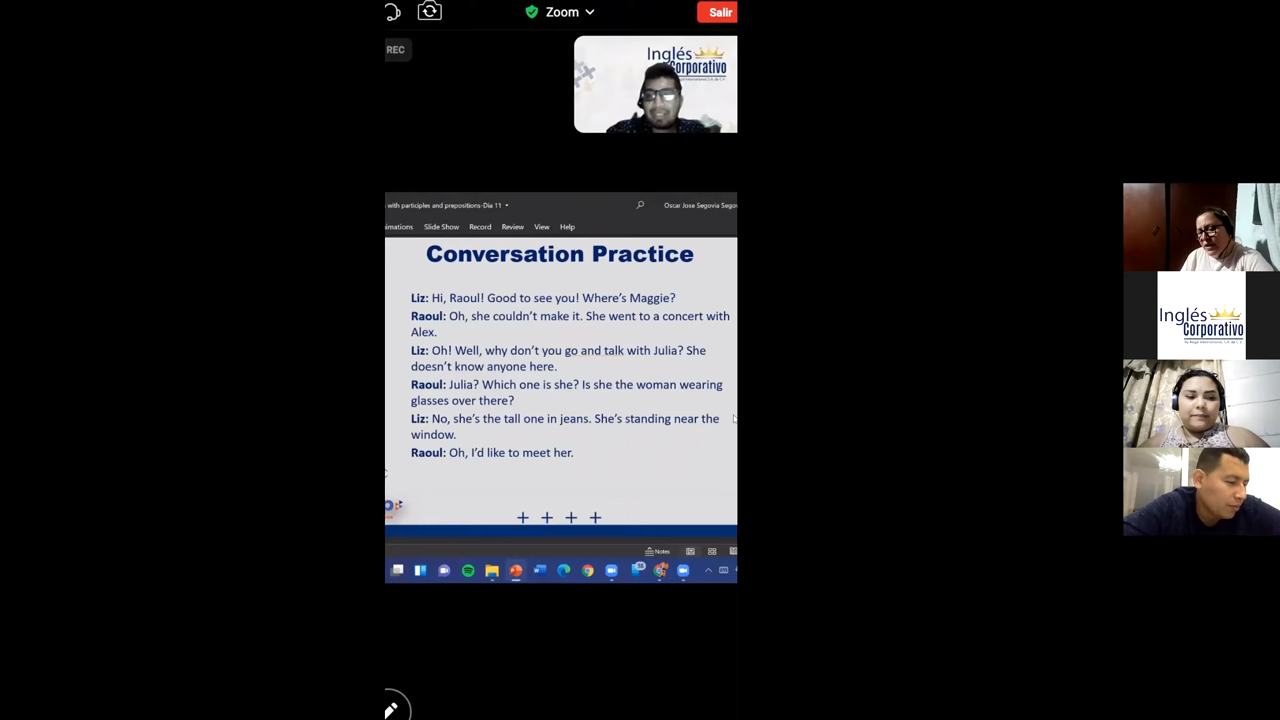 Zoom
Salir
REC
Inglés
Corporativo
with participles and prepositions-Dia 11
Oscar Jose Segovia Segov
imations Slide Show Record Review View Help
Conversation Practice
Liz: Hi, Raoul! Good to see you! Where's Maggie?
Raoul: Oh, she couldn't make it. She went to a concert with
Alex.
Liz: Oh! Well, why don't you go and talk with Julia? She
doesn't know anyone here.
Raoul: Julia? Which one is she? Is she the woman wearing
glasses over there?
Liz: No, she's the tall one in jeans. She's standing near the
window.
Raoul: Oh, I'd like to meet her.
Notes
Inglés
Corporativo